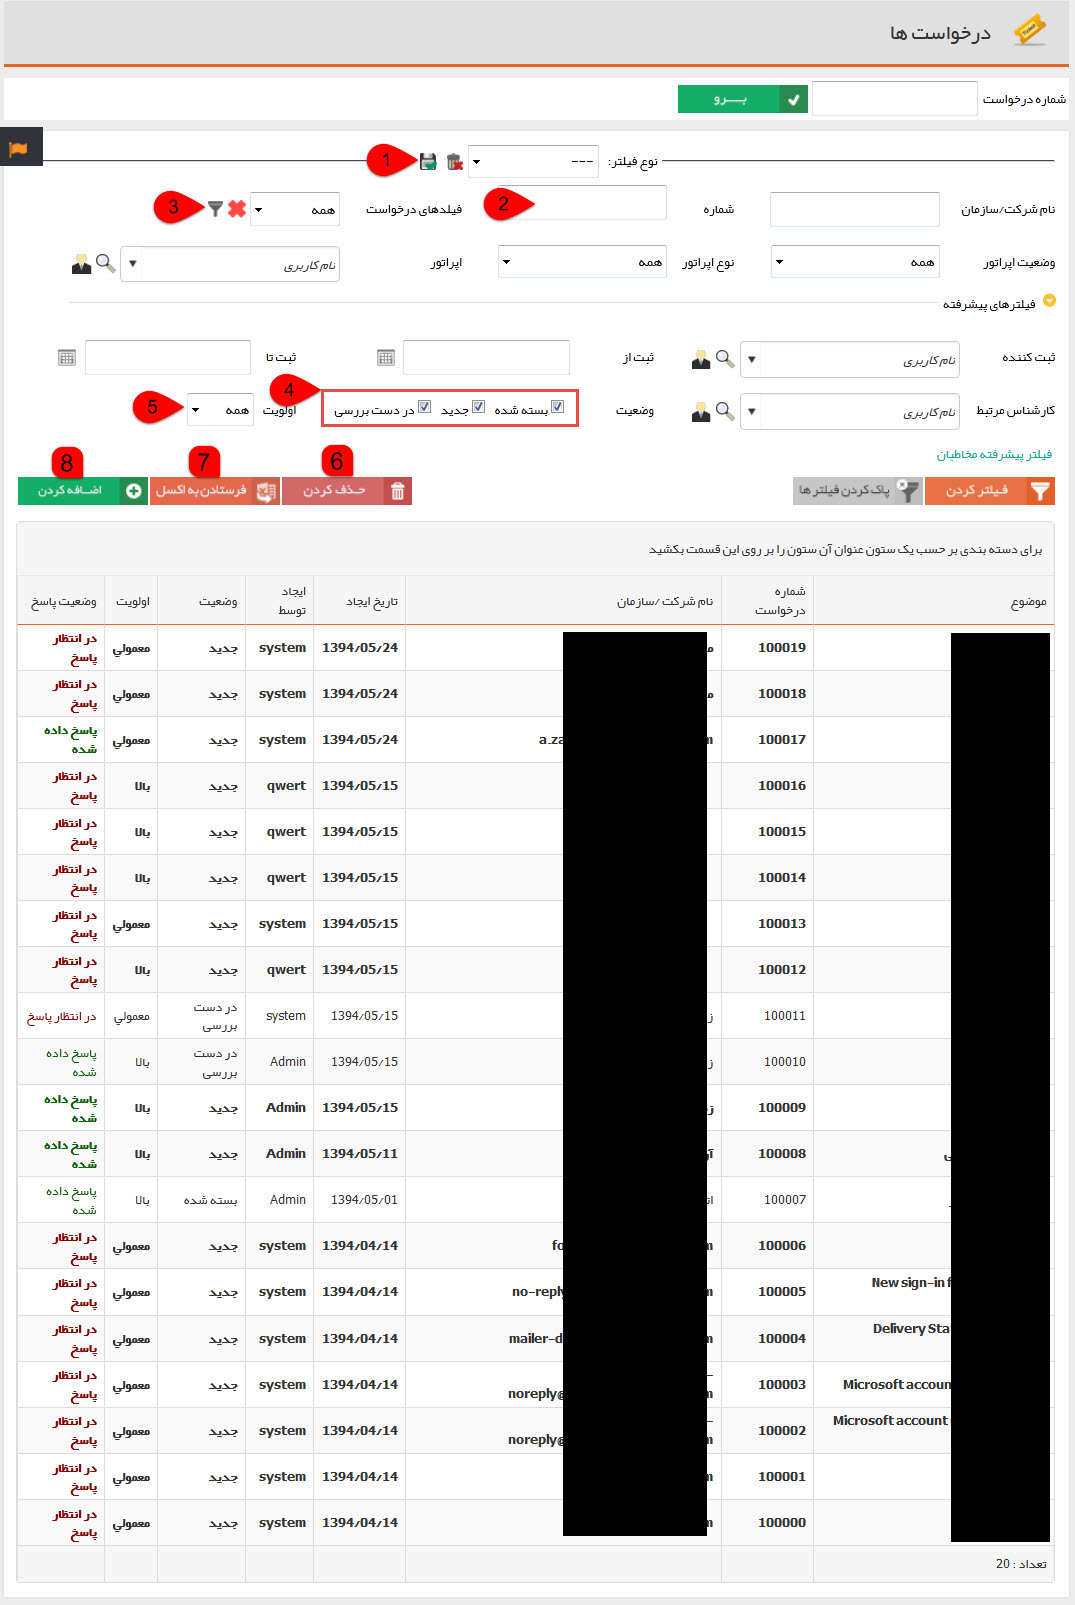 درخواست ها
شماره درخواست
بـــرو
نوع فیلتر: ---
1
نام شرکت/سازمان شماره 2 فیلدهای درخواست همه 3
وضعیت اپراتور همه نوع اپراتور همه اپراتور نام کاربری
فیلترهای پیشرفته
ثبت کننده نام کاربری ثبت از ثبت تا
4
کارشناس مرتبط نام کاربری وضعیت بسته شده جدید در دست بررسی اولویت همه 5
فیلتر پیشرفته مخاطبان
6 7 8
فیلتر کردن پاک کردن فیلتر ها حذف کردن فرستادن به اکسل اضافه کردن
برای دسته بندی بر حسب یک ستون عنوان آن ستون را بر روی این قسمت بکشید
موضوع شماره درخواست نام شرکت /سازمان تاریخ ایجاد ایجاد توسط وضعیت اولویت وضعیت پاسخ
100019 1394/05/24 system جدید معمولي در انتظار پاسخ
100018 1394/05/24 system جدید معمولي در انتظار پاسخ
100017 a.za 1394/05/24 system جدید معمولي پاسخ داده شده
100016 1394/05/15 qwert جدید بالا در انتظار پاسخ
100015 1394/05/15 qwert جدید بالا در انتظار پاسخ
100014 1394/05/15 qwert جدید بالا در انتظار پاسخ
100013 1394/05/15 system جدید معمولي در انتظار پاسخ
100012 1394/05/15 qwert جدید بالا در انتظار پاسخ
100011 1394/05/15 system در دست بررسی معمولي در انتظار پاسخ
100010 1394/05/15 Admin در دست بررسی بالا پاسخ داده شده
100009 1394/05/15 Admin جدید بالا پاسخ داده شده
100008 1394/05/11 Admin جدید بالا پاسخ داده شده
100007 1394/05/01 Admin بسته شده بالا پاسخ داده شده
100006 fo 1394/04/14 system جدید معمولي در انتظار پاسخ
New sign-in 100005 no-reply 1394/04/14 system جدید معمولي در انتظار پاسخ
Delivery Sta 100004 mailer-d 1394/04/14 system جدید معمولي در انتظار پاسخ
Microsoft accoun 100003 noreply@ 1394/04/14 system جدید معمولي در انتظار پاسخ
Microsoft account 100002 noreply@ 1394/04/14 system جدید معمولي در انتظار پاسخ
100001 1394/04/14 system جدید معمولي در انتظار پاسخ
100000 1394/04/14 system جدید معمولي در انتظار پاسخ
تعداد : 20